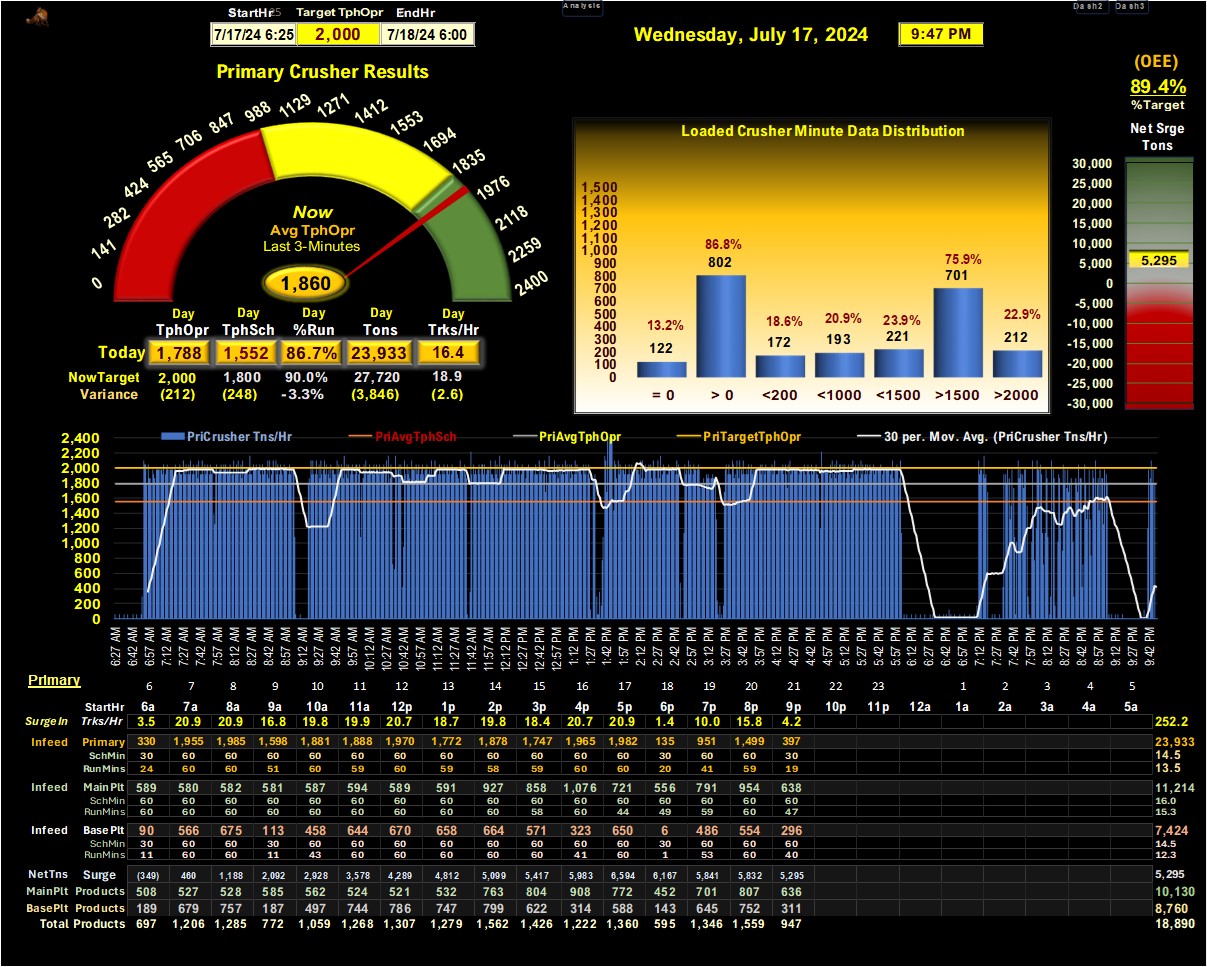 StartHr25 Target TphOpr EndHr
7/17/24 6:25 2,000 7/18/24 6:00
Analysis
Dash2 Dash3
Wednesday, July 17, 2024 9:47 PM
(OEE)
89.4%
%Target
Primary Crusher Results
0 141 282 424 565 706 847 988 1129 1271 1412 1553 1694 1835 1976 2118 2259 2400
Now
Avg TphOpr
Last 3-Minutes
1,860
Day Day Day Day Day
TphOpr TphSch %Run Tons Trks/Hr
Today 1,788 1,552 86.7% 23,933 16.4
NowTarget 2,000 1,800 90.0% 27,720 18.9
Variance (212) (248) -3.3% (3,846) (2.6)
Loaded Crusher Minute Data Distribution
1,500
1,400
1,300
1,200
1,100
1,000
900
800
700
600
500
400
300
200
100
0
13.2% 86.8% 18.6% 20.9% 23.9% 75.9% 22.9%
122 802 172 193 221 701 212
= 0 > 0 <200 <1000 <1500 >1500 >2000
Net Srge
Tons
30,000
25,000
20,000
15,000
10,000
5,000
0
-5,000
-10,000
-15,000
-20,000
-25,000
-30,000
5,295
PriCrusher Tns/Hr PriAvgTphSch PriAvgTphOpr PriTargetTphOpr 30 per. Mov. Avg. (PriCrusher Tns/Hr)
2,400
2,200
2,000
1,800
1,600
1,400
1,200
1,000
800
600
400
200
0
6:27 AM 6:42 AM 6:57 AM 7:12 AM 7:27 AM 7:42 AM 7:57 AM 8:12 AM 8:27 AM 8:42 AM 8:57 AM 9:12 AM 9:27 AM 9:42 AM 9:57 AM 10:12 AM 10:27 AM 10:42 AM 10:57 AM 11:12 AM 11:27 AM 11:42 AM 11:57 AM 12:12 PM 12:27 PM 12:42 PM 12:57 PM 1:12 PM 1:27 PM 1:42 PM 1:57 PM 2:12 PM 2:27 PM 2:42 PM 2:57 PM 3:12 PM 3:27 PM 3:42 PM 3:57 PM 4:12 PM 4:27 PM 4:42 PM 4:57 PM 5:12 PM 5:27 PM 5:42 PM 5:57 PM 6:12 PM 6:27 PM 6:42 PM 6:57 PM 7:12 PM 7:27 PM 7:42 PM 7:57 PM 8:12 PM 8:27 PM 8:42 PM 8:57 PM 9:12 PM 9:27 PM 9:42 PM
Primary
6 7 8 9 10 11 12 13 14 15 16 17 18 19 20 21 22 23 1 2 3 4 5
StartHr 6a 7a 8a 9a 10a 11a 12p 1p 2p 3p 4p 5p 6p 7p 8p 9p 10p 11p 12a 1a 2a 3a 4a 5a
SurgeIn Trks/Hr 3.5 20.9 20.9 16.8 19.8 19.9 20.7 18.7 19.8 18.4 20.7 20.9 1.4 10.0 15.8 4.2 252.2
Infeed Primary 330 1,955 1,985 1,598 1,881 1,888 1,970 1,772 1,878 1,747 1,965 1,982 135 951 1,499 397 23,933
SchMin 30 60 60 60 60 60 60 60 60 60 60 60 30 60 60 30 14.5
RunMins 24 60 60 51 60 59 60 59 58 59 60 60 20 41 59 19 13.5
Infeed MainPlt 589 580 582 581 587 594 589 591 927 858 1,076 721 556 791 954 638 11,214
SchMin 60 60 60 60 60 60 60 60 60 60 60 60 60 60 60 60 16.0
RunMins 60 60 60 60 60 60 60 60 60 58 60 44 49 59 60 47 15.3
Infeed BasePlt 90 566 675 113 458 644 670 658 664 571 323 650 6 486 554 296 7,424
SchMin 30 60 60 30 60 60 60 60 60 60 60 60 30 60 60 60 14.5
RunMins 11 60 60 11 43 60 60 60 60 60 41 60 1 53 60 40 12.3
NetTns Surge (349) 460 1,188 2,092 2,928 3,578 4,289 4,812 5,099 5,417 5,983 6,594 6,167 5,841 5,832 5,295 5,295
MainPlt Products 508 527 528 585 562 524 521 532 763 804 908 772 452 701 807 636 10,130
BasePlt Products 189 679 757 187 497 744 786 747 799 622 314 588 143 645 752 311 8,760
Total Products 697 1,206 1,285 772 1,059 1,268 1,307 1,279 1,562 1,426 1,222 1,360 595 1,346 1,559 947 18,890